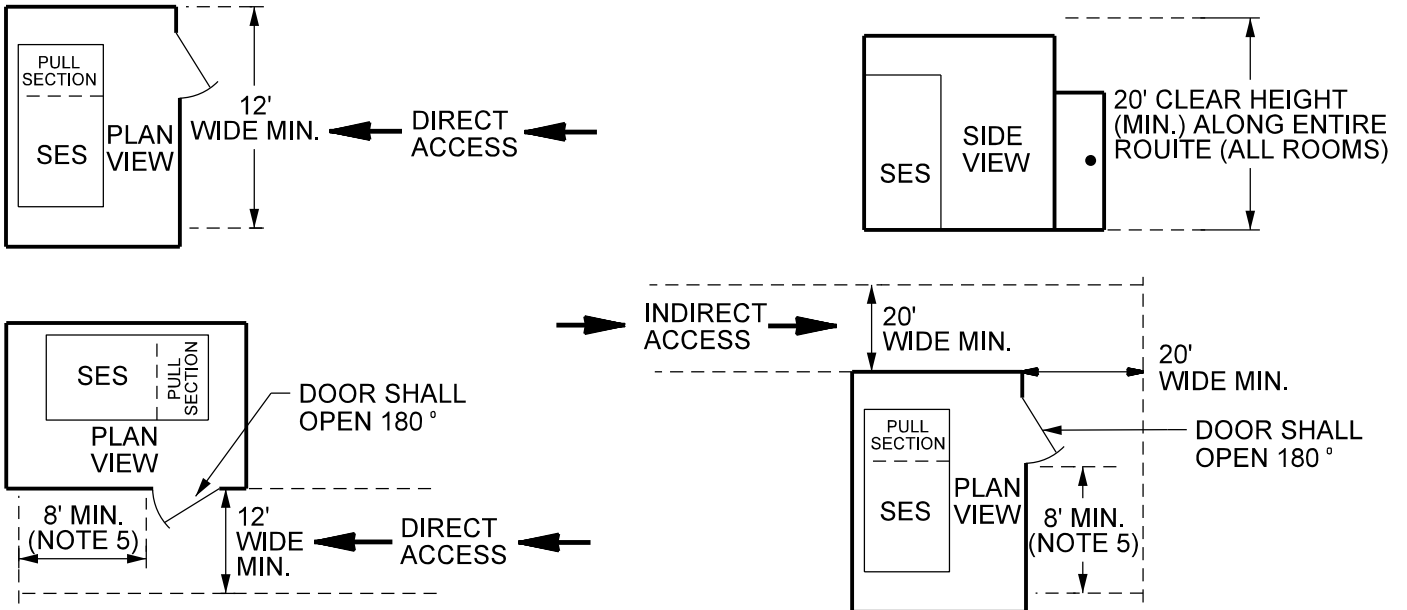 PULL
SECTION
SES
PLAN
VIEW
12'
WIDE MIN.
DIRECT
ACCESS
SES
SIDE
VIEW
20' CLEAR HEIGHT
(MIN.) ALONG ENTIRE
ROUITE (ALL ROOMS)
SES
PULL
SECTION
PLAN
VIEW
DOOR SHALL
OPEN 180 °
8' MIN.
(NOTE 5)
12'
WIDE
MIN.
DIRECT
ACCESS
INDIRECT
ACCESS
20'
WIDE MIN.
20'
WIDE MIN.
PULL
SECTION
SES
PLAN
VIEW
DOOR SHALL
OPEN 180 °
8' MIN.
(NOTE 5)